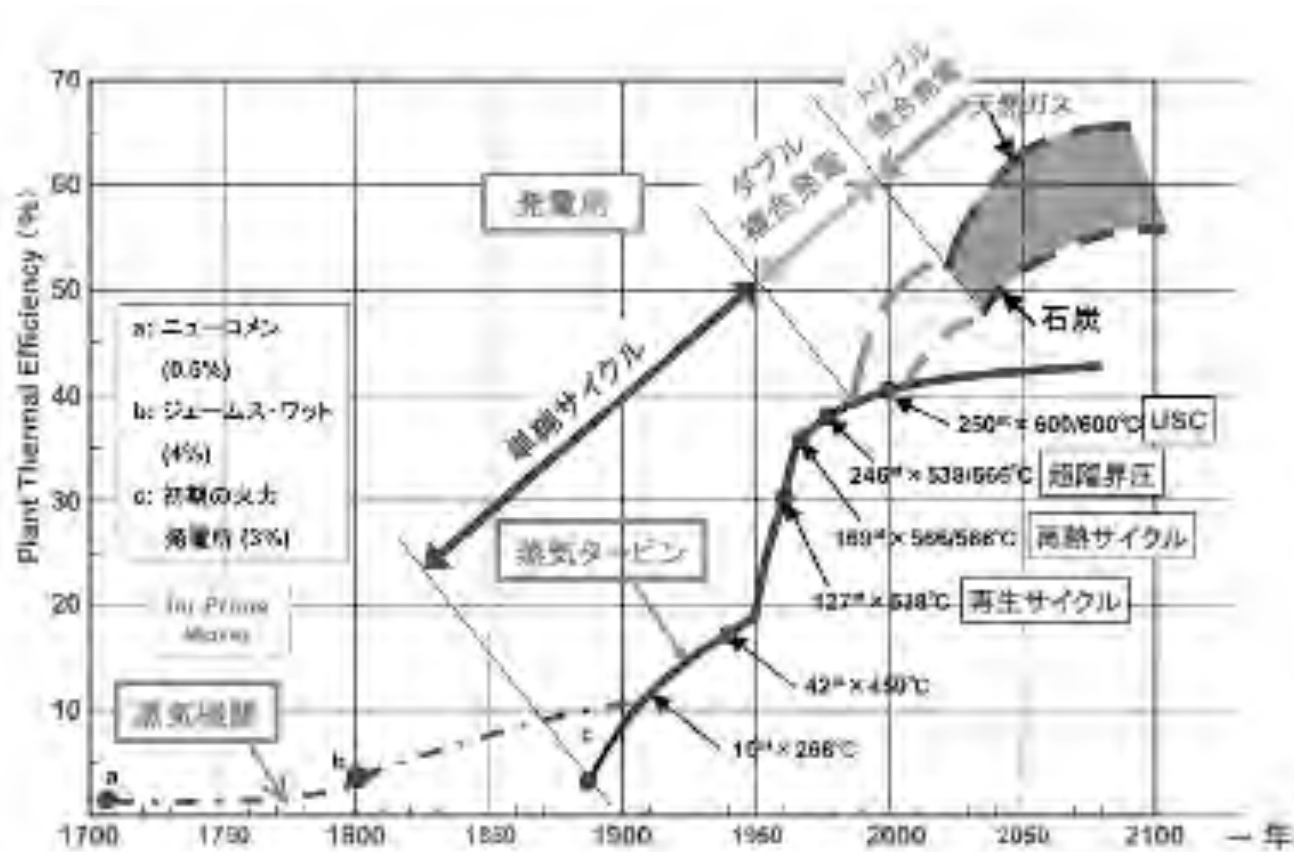 70
60
50
40
30
20
10
Plant Thermal Efficiency (%)
発電用
ダブル
複合発電
トリプル
複合発電
天然ガス
石炭
単純サイクル
a: ニューコメン
(0.5%)
b: ジェームス・ワット
(4%)
c: 初期の火力
発電所 (3%)
蒸気タービン
蒸気機関
a
b
c
× 600/600℃ USC
超臨界圧
再熱サイクル
再生サイクル
1700 1750 1800 1850 1900 1950 2000 2050 2100 年